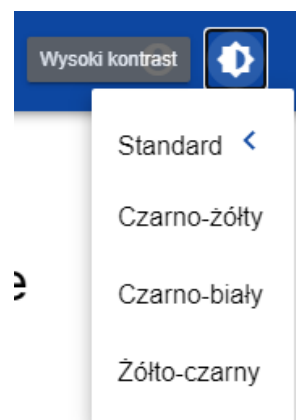 Wysoki kontrast
Standard
Czarno-żółty
e
Czarno-biały
Żółto-czarny